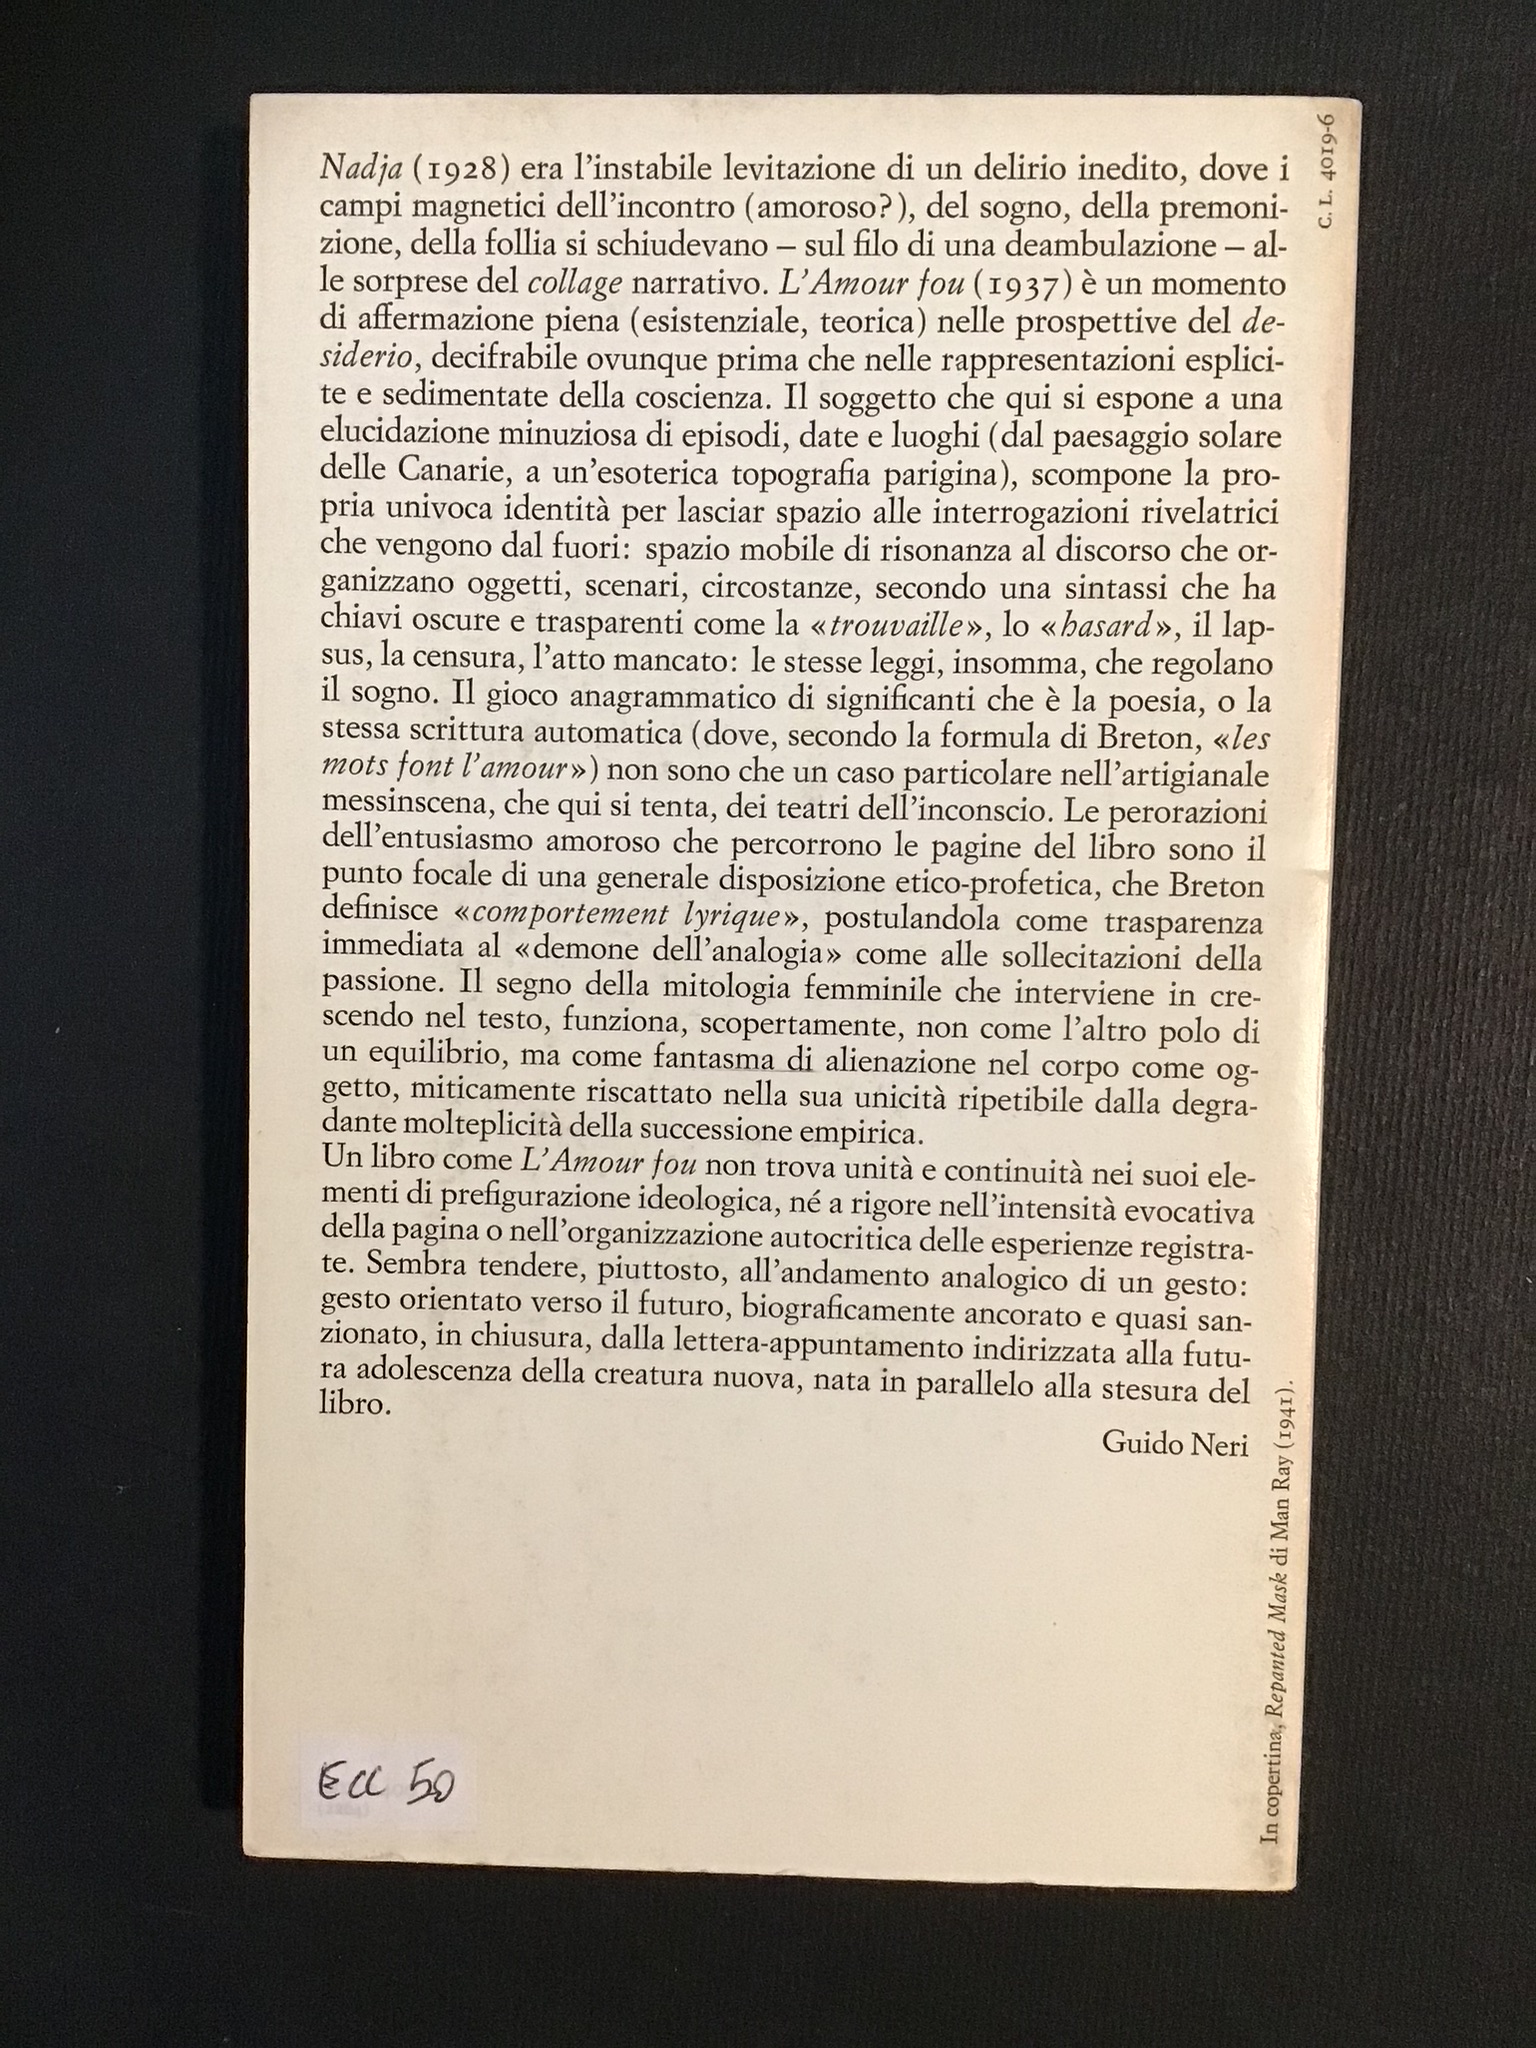 Nadja (1928) era l'instabile levitazione di un delirio inedito, dove i
campi magnetici dell'incontro (amoroso?), del sogno, della premoni-
zione, della follia si schiudevano – sul filo di una deambulazione – al-
le sorprese del collage narrativo. L'Amour fou (1937) è un momento
di affermazione piena (esistenziale, teorica) nelle prospettive del de-
siderio, decifrabile ovunque prima che nelle rappresentazioni esplici-
te e sedimentate della coscienza. Il soggetto che qui si espone a una
elucidazione minuziosa di episodi, date e luoghi (dal paesaggio solare
delle Canarie, a un'esoterica topografia parigina), scompone la pro-
pria univoca identità per lasciar spazio alle interrogazioni rivelatrici
che vengono dal fuori: spazio mobile di risonanza al discorso che or-
ganizzano oggetti, scenari, circostanze, secondo una sintassi che ha
chiavi oscure e trasparenti come la «trouvaille», lo «hasard», il lap-
sus, la censura, l'atto mancato: le stesse leggi, insomma, che regolano
il sogno. Il gioco anagrammatico di significanti che è la poesia, o la
stessa scrittura automatica (dove, secondo la formula di Breton, «les
mots font l'amour») non sono che un caso particolare nell'artigianale
messinscena, che qui si tenta, dei teatri dell'inconscio. Le perorazioni
dell'entusiasmo amoroso che percorrono le pagine del libro sono il
punto focale di una generale disposizione etico-profetica, che Breton
definisce «comportement lyrique», postulandola come trasparenza
immediata al «demone dell'analogia» come alle sollecitazioni della
passione. Il segno della mitologia femminile che interviene in cre-
scendo nel testo, funziona, scopertamente, non come l'altro polo di
un equilibrio, ma come fantasma di alienazione nel corpo come og-
getto, miticamente riscattato nella sua unicità ripetibile dalla degra-
dante molteplicità della successione empirica.
Un libro come L'Amour fou non trova unità e continuità nei suoi ele-
menti di prefigurazione ideologica, né a rigore nell'intensità evocativa
della pagina o nell'organizzazione autocritica delle esperienze registra-
te. Sembra tendere, piuttosto, all'andamento analogico di un gesto:
gesto orientato verso il futuro, biograficamente ancorato e quasi san-
zionato, in chiusura, dalla lettera-appuntamento indirizzata alla futu-
ra adolescenza della creatura nuova, nata in parallelo alla stesura del
libro.
Guido Neri
C. L. 4019-6
In copertina, Repanted Mask di Man Ray (1941).
ECC 50